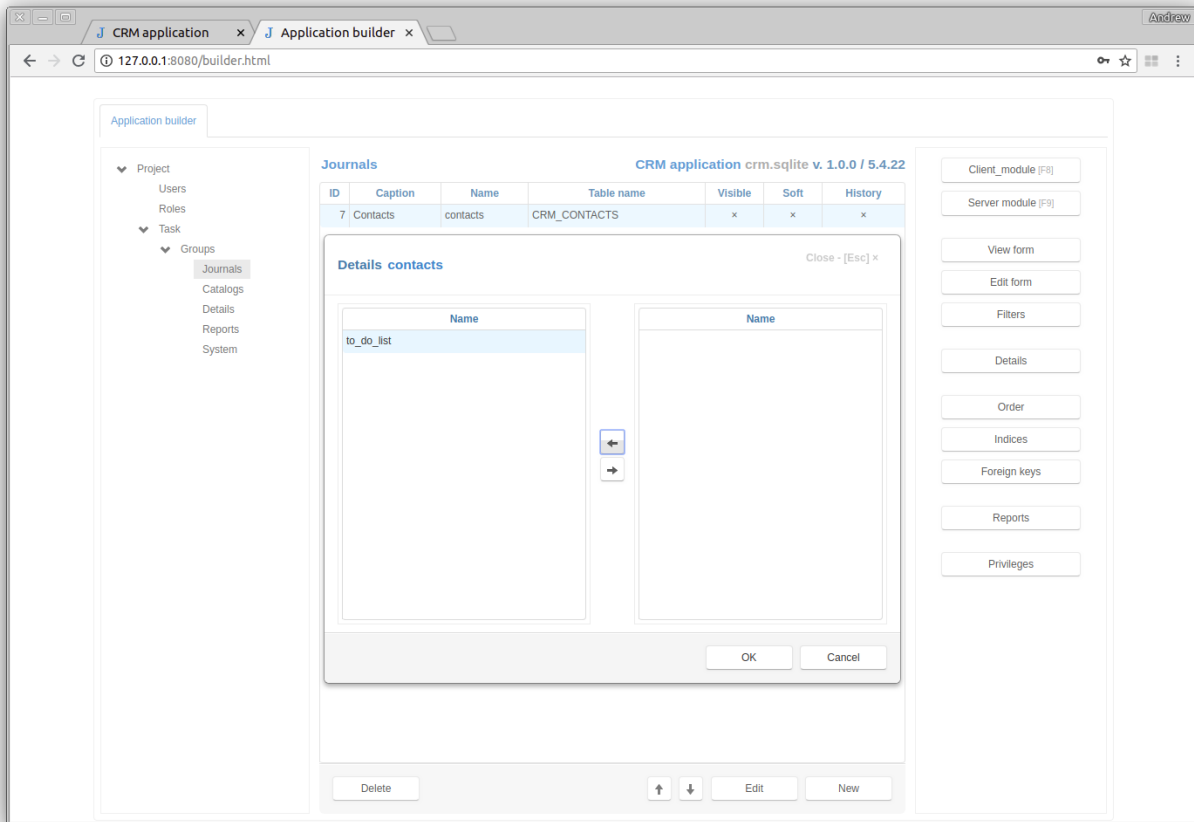 Andrew
J CRM application × J Application builder ×
127.0.0.1:8080/builder.html
Application builder
Project
Users
Roles
Task
Groups
Journals
Catalogs
Details
Reports
System
Journals CRM application crm.sqlite v. 1.0.0 / 5.4.22
ID Caption Name Table name Visible Soft History
7 Contacts contacts CRM_CONTACTS × × ×
Details contacts Close - [Esc] ×
Name Name
to_do_list
OK Cancel
Delete Edit New
Client_module [F8]
Server module [F9]
View form
Edit form
Filters
Details
Order
Indices
Foreign keys
Reports
Privileges